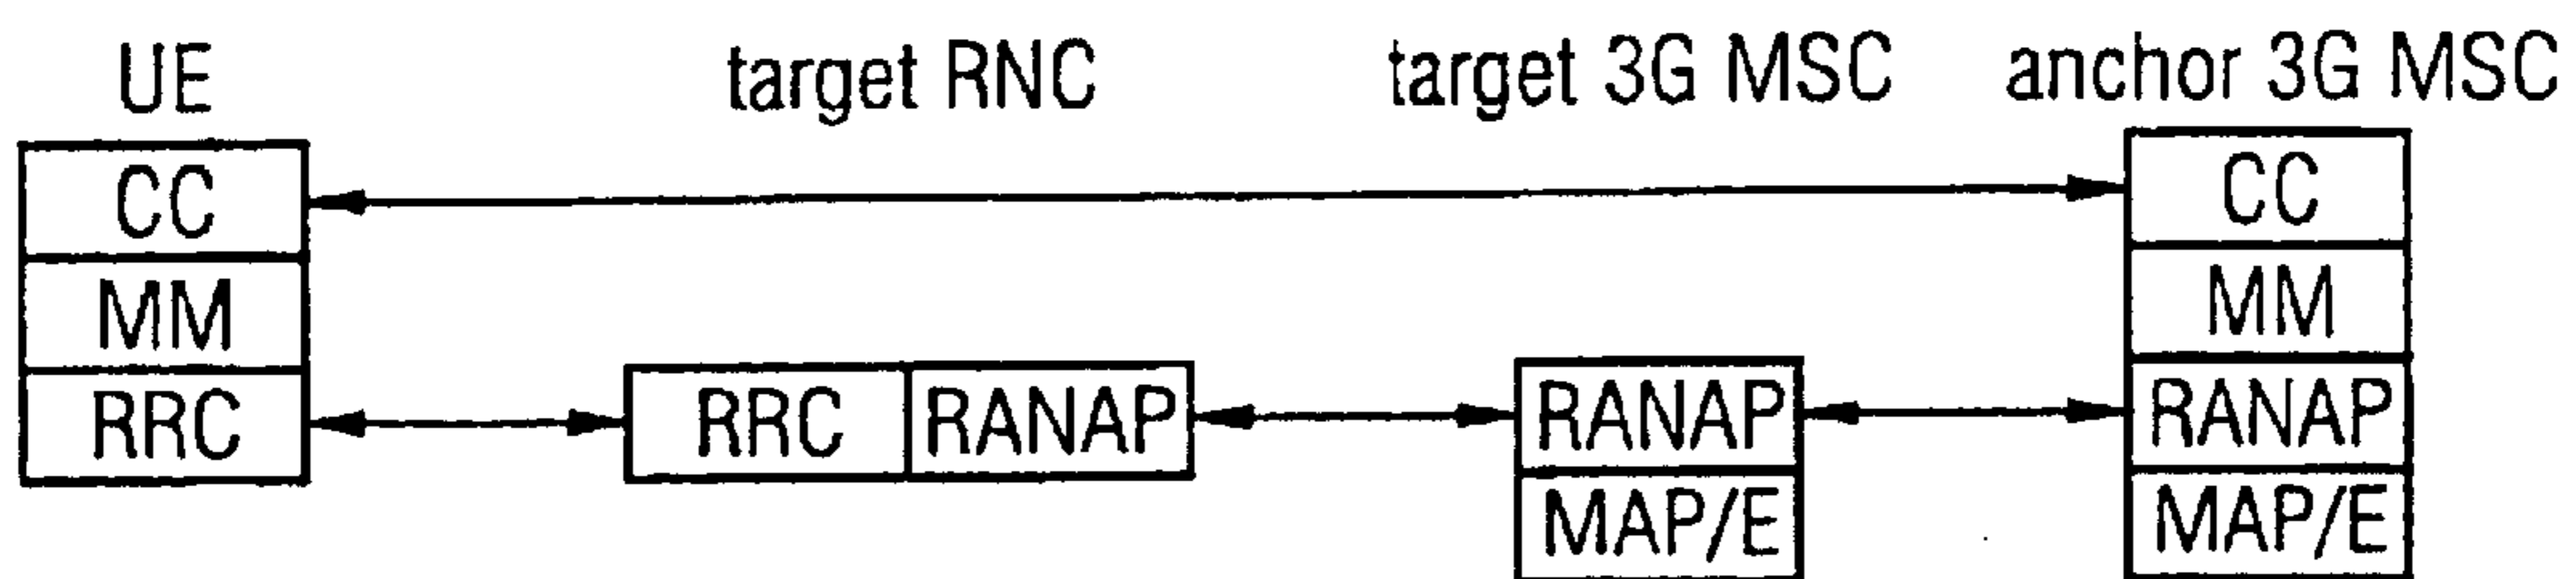 UE target RNC target 3G MSC anchor 3G MSC
CC CC
MM MM
RRC RRC RANAP RANAP RANAP
MAP/E MAP/E